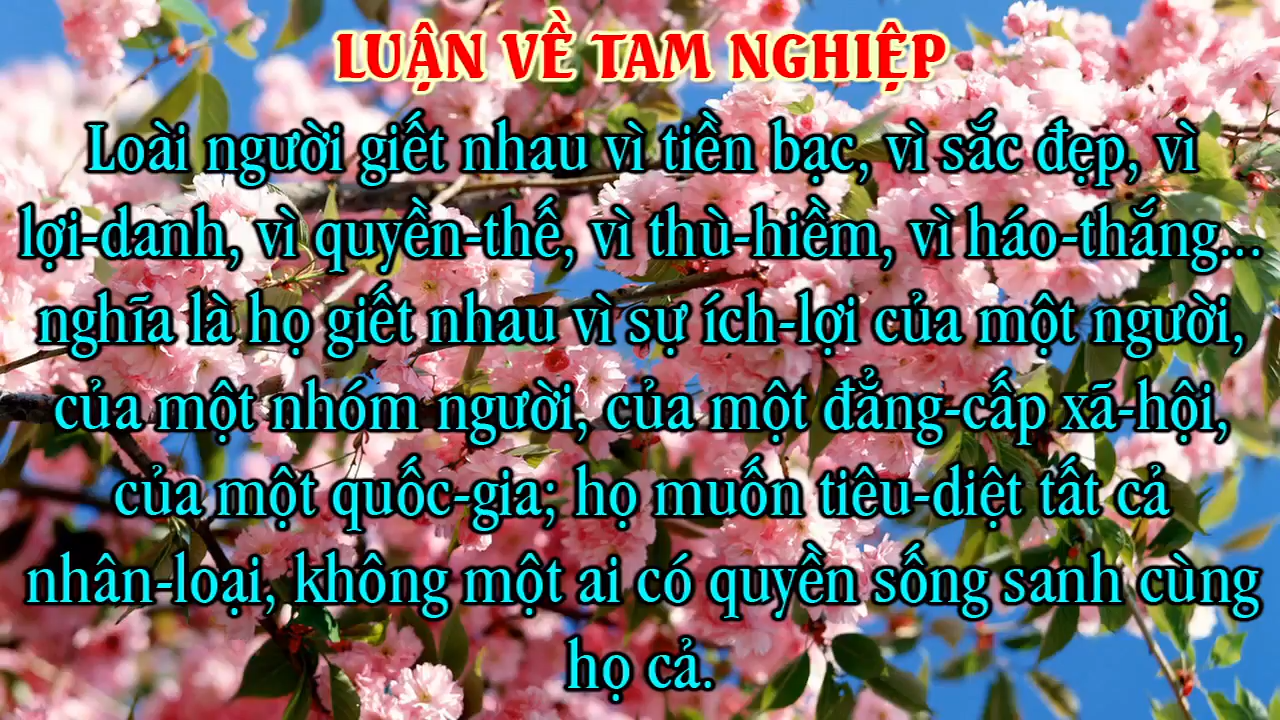 LUẬN VỀ TAM NGHIỆP
Loài người giết nhau vì tiền bạc, vì sắc đẹp, vì
lợi-danh, vì quyền-thế, vì thù-hiềm, vì háo-thắng...
nghĩa là họ giết nhau vì sự ích-lợi của một người,
của một nhóm người, của một đẳng-cấp xã-hội,
của một quốc-gia; họ muốn tiêu-diệt tất cả
nhân-loại, không một ai có quyền sống sanh cùng
họ cả.